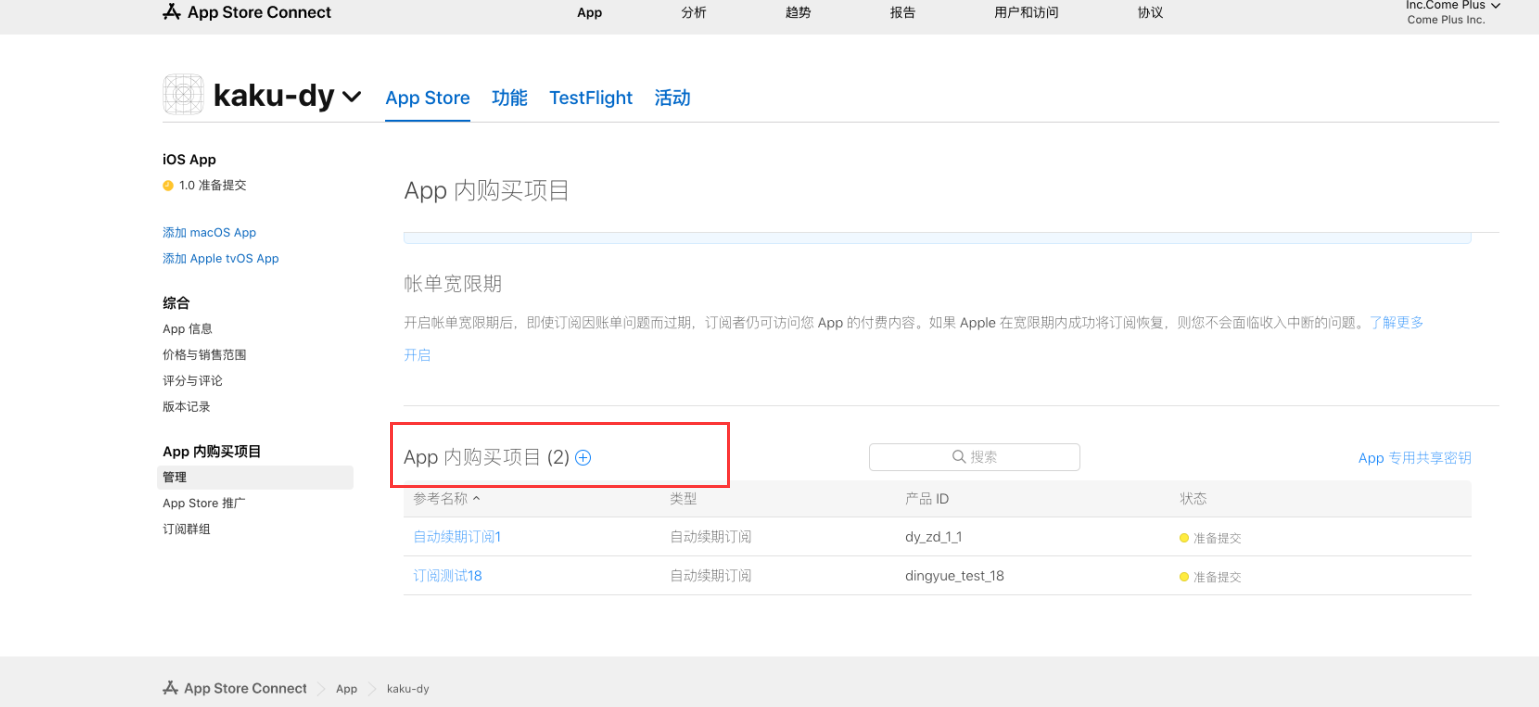 App Store Connect
App
分析
趋势
报告
用户和访问
协议
Inc.Come Plus
Come Plus Inc.
kaku-dy
App Store
功能
TestFlight
活动
iOS App
1.0 准备提交
添加 macOS App
添加 Apple tvOS App
综合
App 信息
价格与销售范围
评分与评论
版本记录
App 内购买项目
管理
App Store 推广
订阅群组
App 内购买项目
帐单宽限期
开启帐单宽限期后，即使订阅因账单问题而过期，订阅者仍可访问您 App 的付费内容。如果 Apple 在宽限期内成功将订阅恢复，则您不会面临收入中断的问题。了解更多
开启
App 内购买项目 (2)
搜索
App 专用共享密钥
参考名称 类型 产品 ID 状态
自动续期订阅1 自动续期订阅 dy_zd_1_1 准备提交
订阅测试18 自动续期订阅 dingyue_test_18 准备提交
App Store Connect
App
kaku-dy